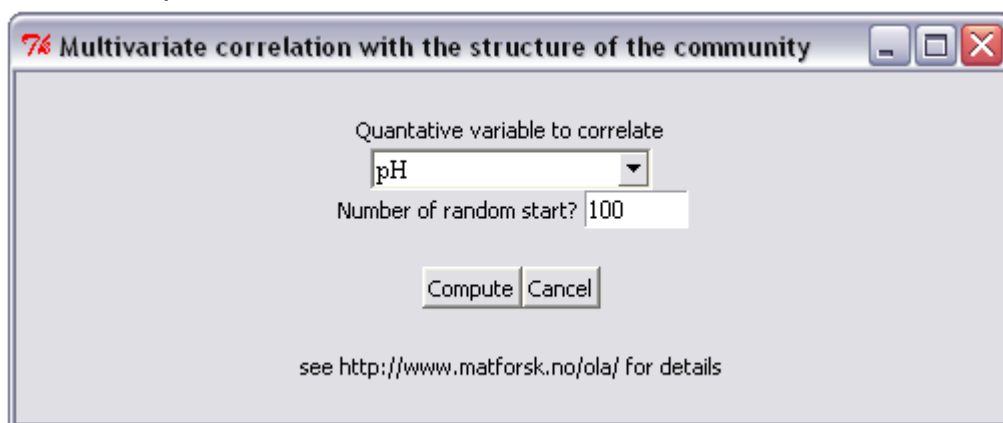 Multivariate correlation with the structure of the community
Quantative variable to correlate
pH
Number of random start? 100
Compute Cancel
see http://www.matforsk.no/ola/ for details